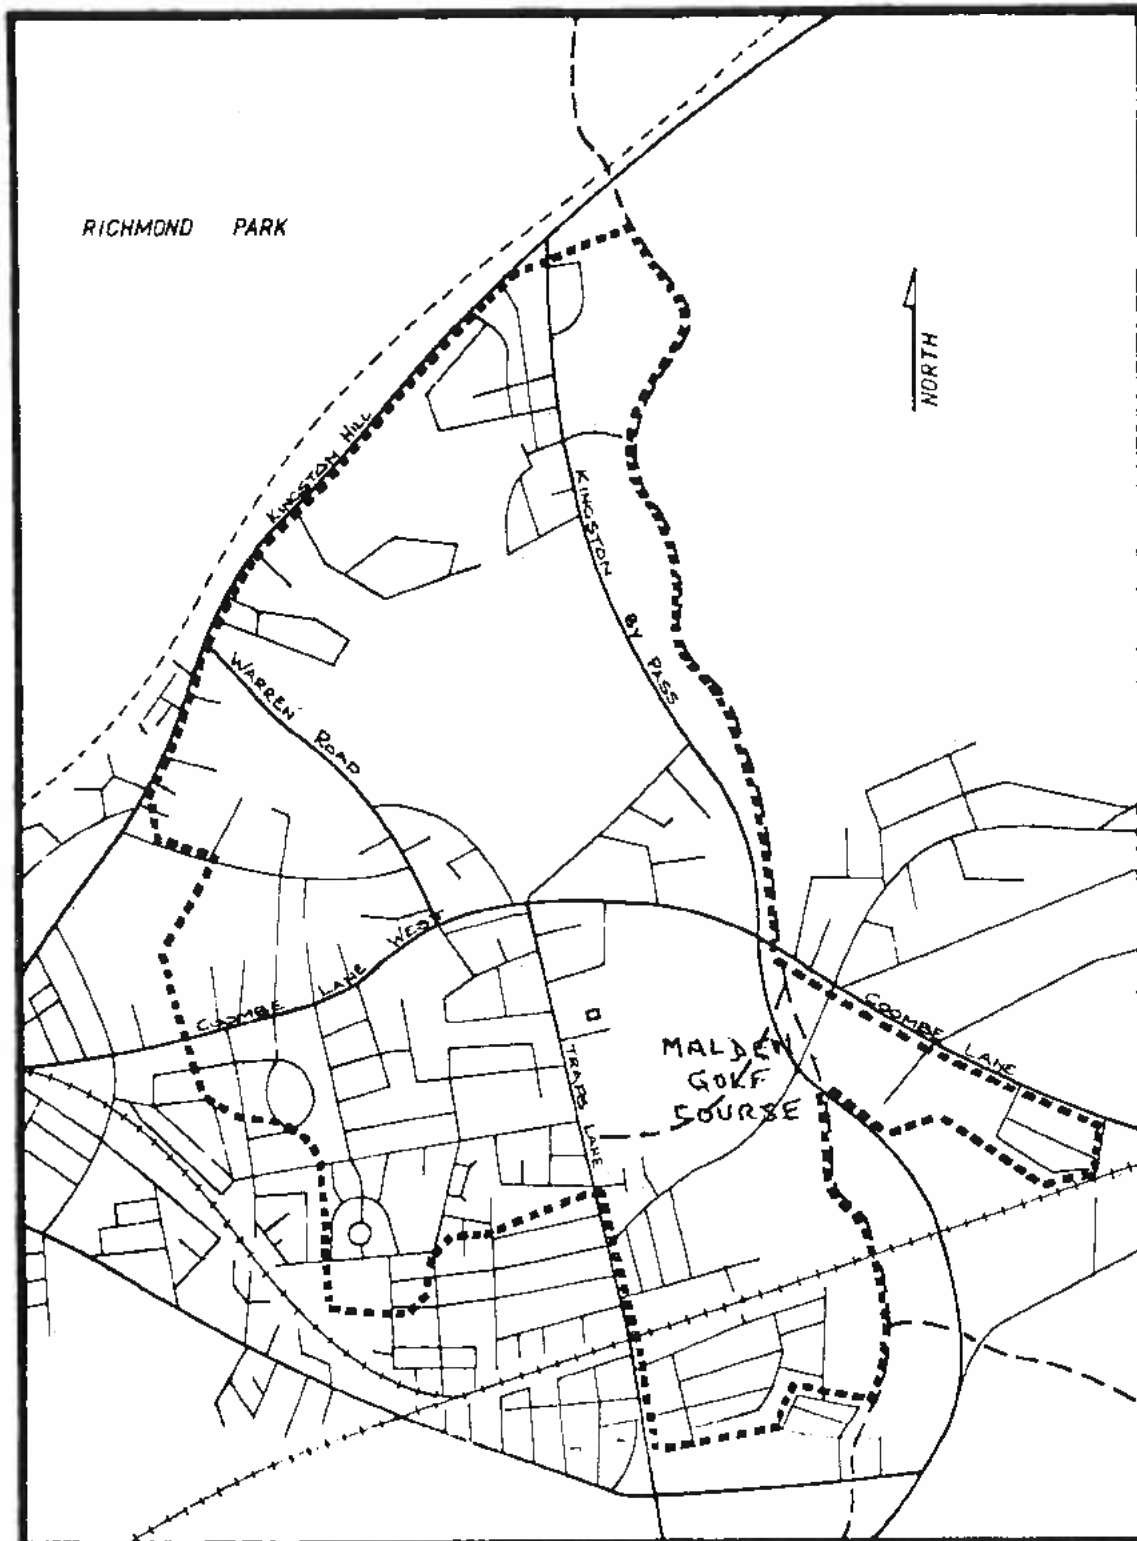 RICHMOND PARK
NORTH
KINGSTON HILL
KINGSTON BY PASS
WARREN ROAD
COOMBE LANE WEST
TRAPS LANE
MALDEN
GOLF
COURSE
COOMBE LANE